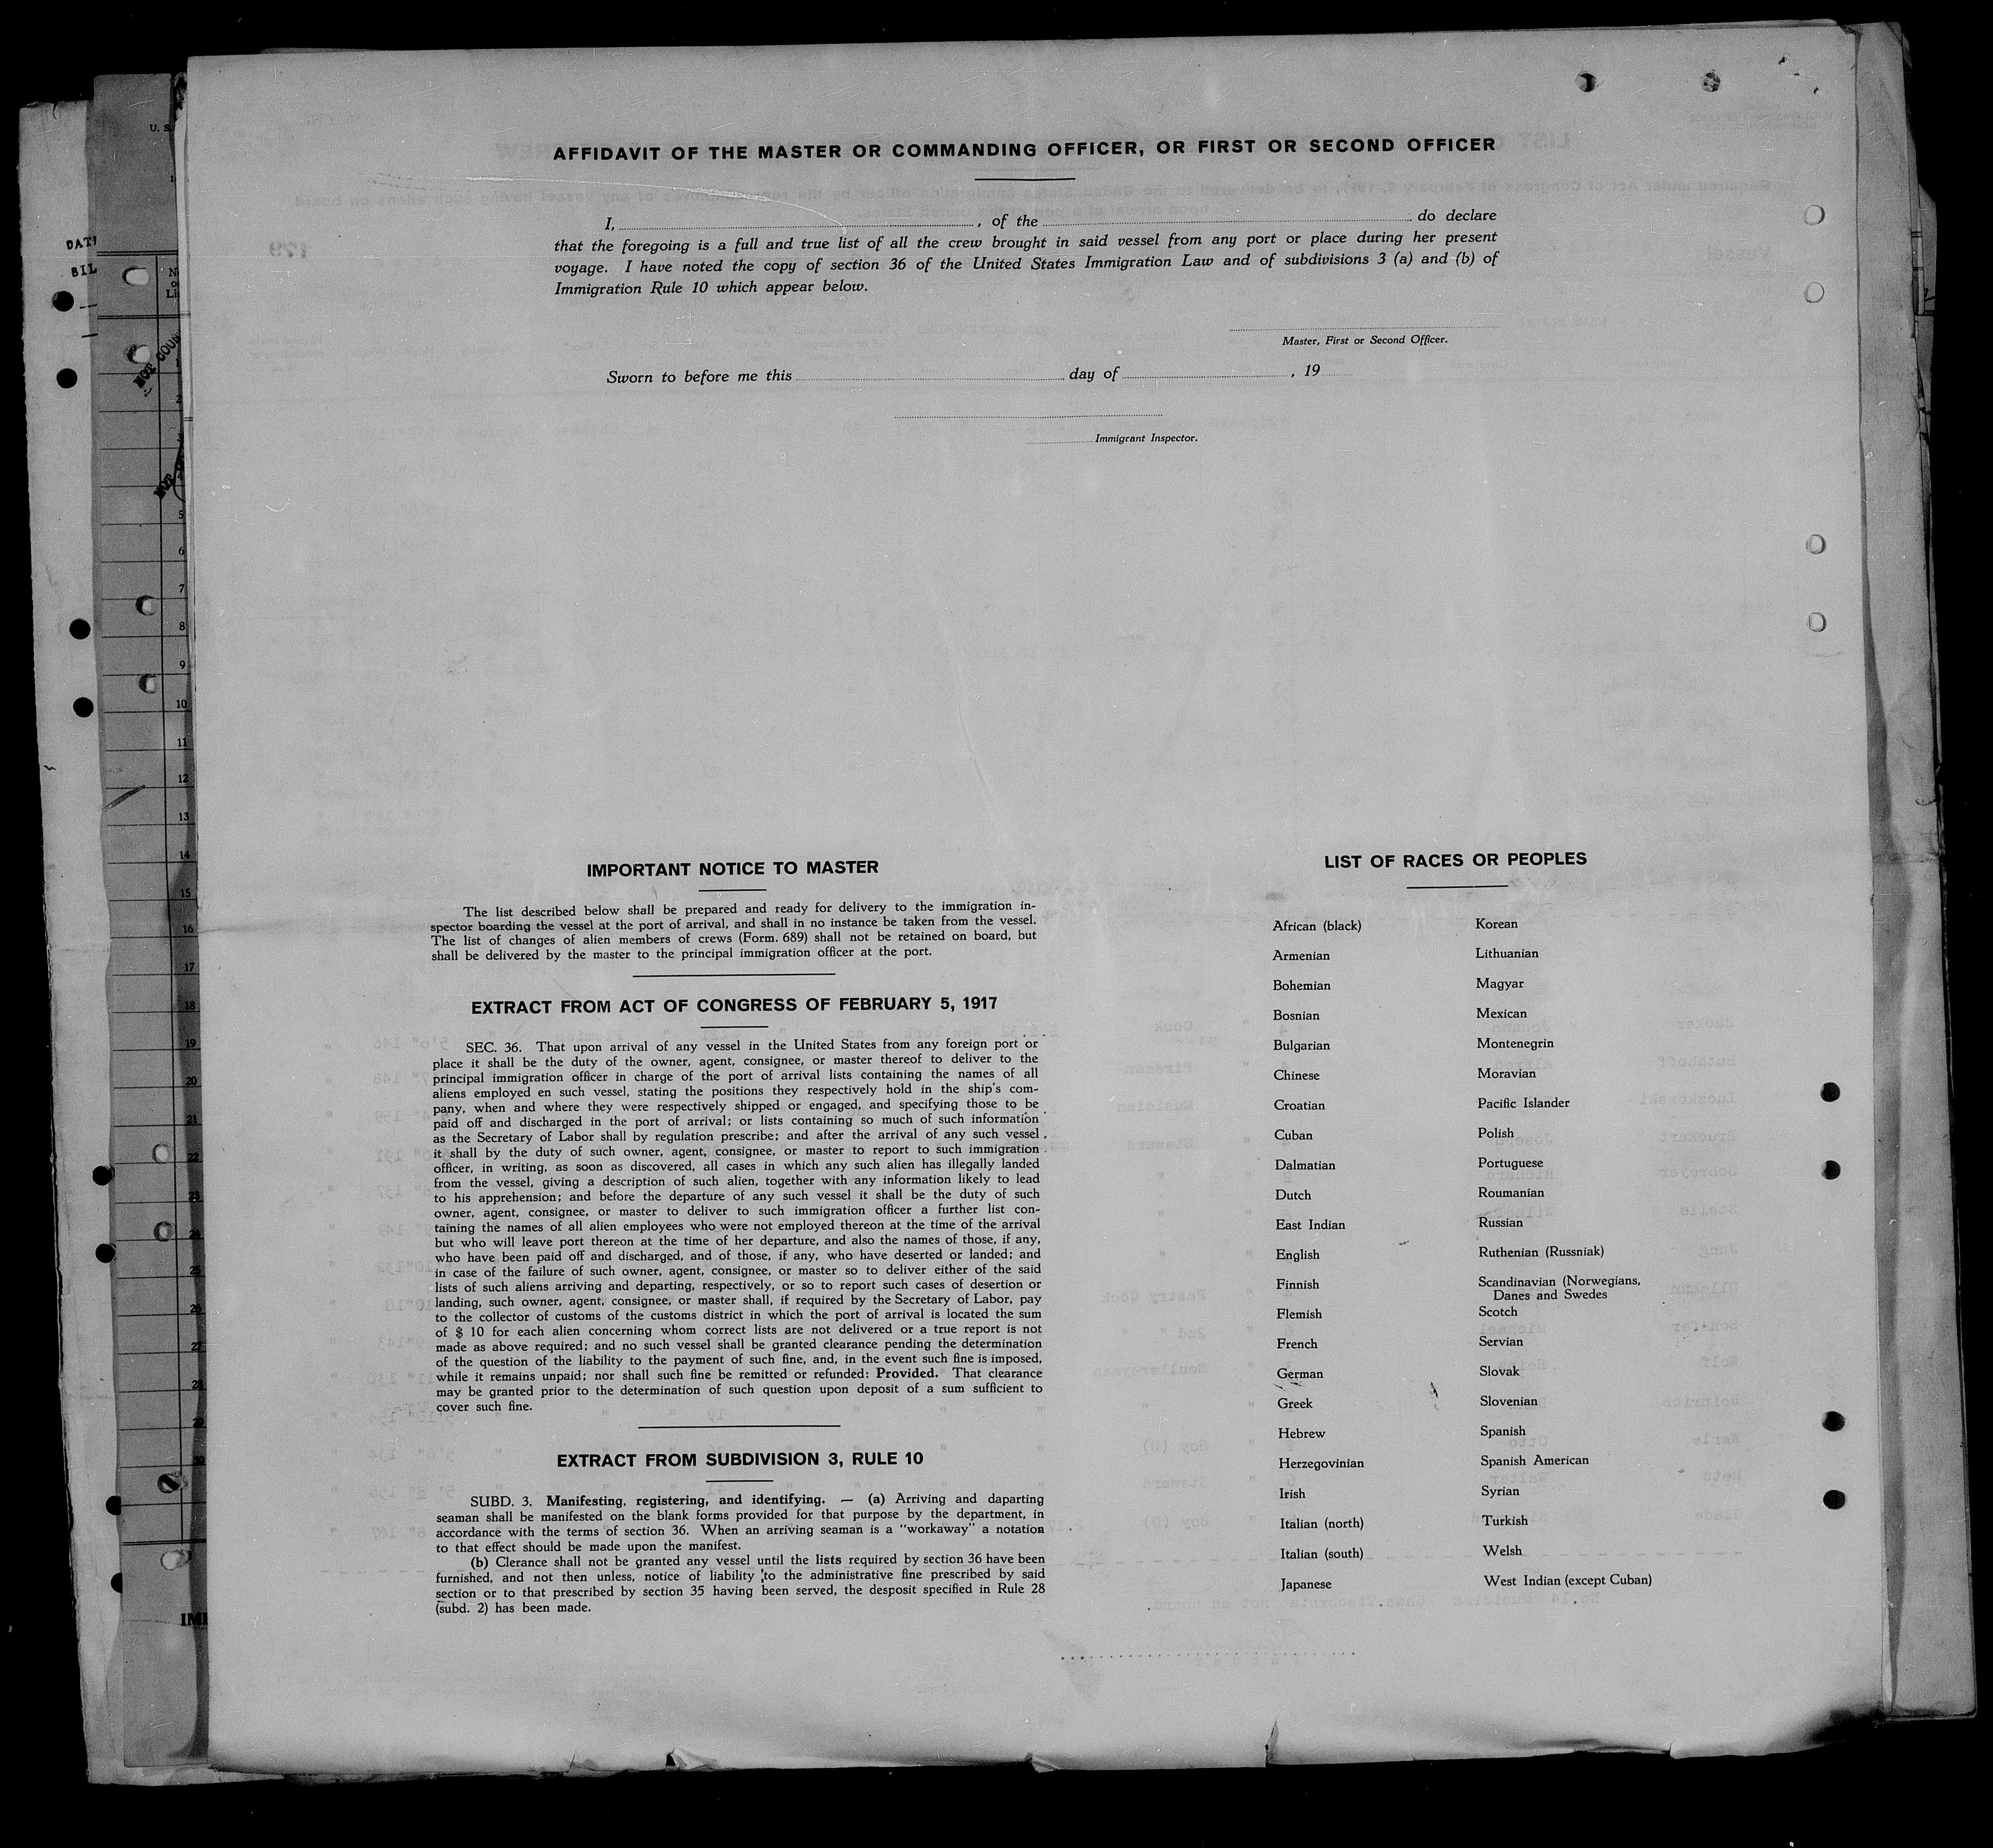 AFFIDAVIT OF THE MASTER OR COMMANDING OFFICER, OR FIRST OR SECOND OFFICER
I, , of the do declare
that the foregoing is a full and true list of all the crew brought in said vessel from any port or place during her present
voyage. I have noted the copy of section 36 of the United States Immigration Law and of subdivisions 3 (a) and (b) of
Immigration Rule 10 which appear below.
Master, First or Second Officer.
Sworn to before me this day of , 19
Immigrant Inspector.
IMPORTANT NOTICE TO MASTER
The list described below shall be prepared and ready for delivery to the immigration in-
spector boarding the vessel at the port of arrival, and shall in no instance be taken from the vessel.
The list of changes of alien members of crews (Form. 689) shall not be retained on board, but
shall be delivered by the master to the principal immigration officer at the port.
EXTRACT FROM ACT OF CONGRESS OF FEBRUARY 5, 1917
SEC. 36. That upon arrival of any vessel in the United States from any foreign port or
place it shall be the duty of the owner, agent, consignee, or master thereof to deliver to the
principal immigration officer in charge of the port of arrival lists containing the names of all
aliens employed en such vessel, stating the positions they respectively hold in the ship's com-
pany, when and where they were respectively shipped or engaged, and specifying those to be
paid off and discharged in the port of arrival; or lists containing so much of such information
as the Secretary of Labor shall by regulation prescribe; and after the arrival of any such vessel
it shall by the duty of such owner, agent, consignee, or master to report to such immigration
officer, in writing, as soon as discovered, all cases in which any such alien has illegally landed
from the vessel, giving a description of such alien, together with any information likely to lead
to his apprehension; and before the departure of any such vessel it shall be the duty of such
owner, agent, consignee, or master to deliver to such immigration officer a further list con-
taining the names of all alien employees who were not employed thereon at the time of the arrival
but who will leave port thereon at the time of her departure, and also the names of those, if any,
who have been paid off and discharged, and of those, if any, who have deserted or landed; and
in case of the failure of such owner, agent, consignee, or master so to deliver either of the said
lists of such aliens arriving and departing, respectively, or so to report such cases of desertion or
landing, such owner, agent, consignee, or master shall, if required by the Secretary of Labor, pay
to the collector of customs of the customs district in which the port of arrival is located the sum
of $ 10 for each alien concerning whom correct lists are not delivered or a true report is not
made as above required; and no such vessel shall be granted clearance pending the determination
of the question of the liability to the payment of such fine, and, in the event such fine is imposed,
while it remains unpaid; nor shall such fine be remitted or refunded: Provided. That clearance
may be granted prior to the determination of such question upon deposit of a sum sufficient to
cover such fine.
EXTRACT FROM SUBDIVISION 3, RULE 10
SUBD. 3. Manifesting, registering, and identifying. — (a) Arriving and daparting
seaman shall be manifested on the blank forms provided for that purpose by the department, in
accordance with the terms of section 36. When an arriving seaman is a "workaway" a notation
to that effect should be made upon the manifest.
(b) Clerance shall not be granted any vessel until the lists required by section 36 have been
furnished, and not then unless, notice of liability to the administrative fine prescribed by said
section or to that prescribed by section 35 having been served, the desposit specified in Rule 28
(subd. 2) has been made.
LIST OF RACES OR PEOPLES
African (black)
Armenian
Bohemian
Bosnian
Bulgarian
Chinese
Croatian
Cuban
Dalmatian
Dutch
East Indian
English
Finnish
Flemish
French
German
Greek
Hebrew
Herzegovinian
Irish
Italian (north)
Italian (south)
Japanese
Korean
Lithuanian
Magyar
Mexican
Montenegrin
Moravian
Pacific Islander
Polish
Portuguese
Roumanian
Russian
Ruthenian (Russniak)
Scandinavian (Norwegians,
Danes and Swedes
Scotch
Servian
Slovak
Slovenian
Spanish
Spanish American
Syrian
Turkish
Welsh
West Indian (except Cuban)